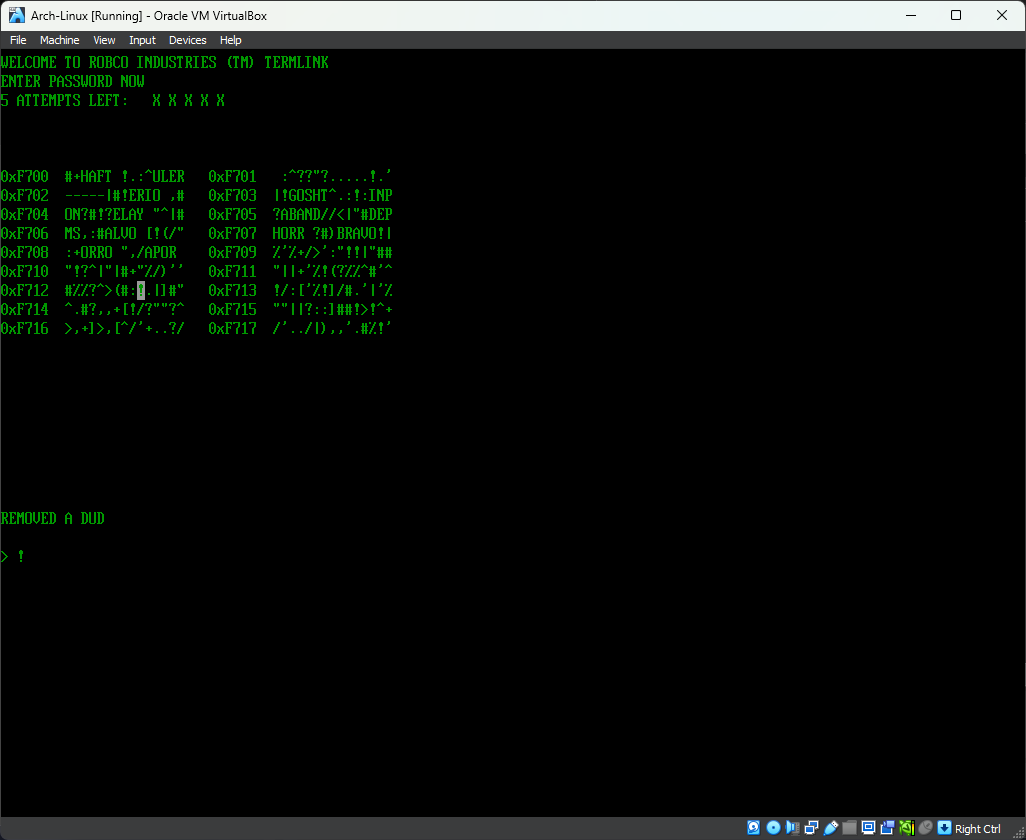 Arch-Linux [Running] - Oracle VM VirtualBox
File Machine View Input Devices Help
WELCOME TO ROBCO INDUSTRIES (TM) TERMLINK
ENTER PASSWORD NOW
5 ATTEMPTS LEFT: X X X X X
0xF700 #+HAFT !.:^ULER 0xF701 :^??"?.....!.'
0xF702 -----|#!ERIO ,# 0xF703 |!GOSHT^.:!:INP
0xF704 ON?#!?ELAY "^|# 0xF705 ?ABAND//<|"#DEP
0xF706 MS,:#ALVO [!(/" 0xF707 HORR ?#)BRAVO!|
0xF708 :+ORRO ",/APOR 0xF709 %'%+/>':"!!|"##
0xF710 "!?^|"|#+"%/)'' 0xF711 "||+'%!(?%%^#'^
0xF712 #%%?^>(#:!.|]#" 0xF713 !/:['%!]/#.'|'%
0xF714 ^.#?,,+[!/?""?^ 0xF715 ""||?::]##!>!^+
0xF716 >,+]>,[^/'+..?/ 0xF717 /'../|),,'.#%!'
REMOVED A DUD
> !
Right Ctrl